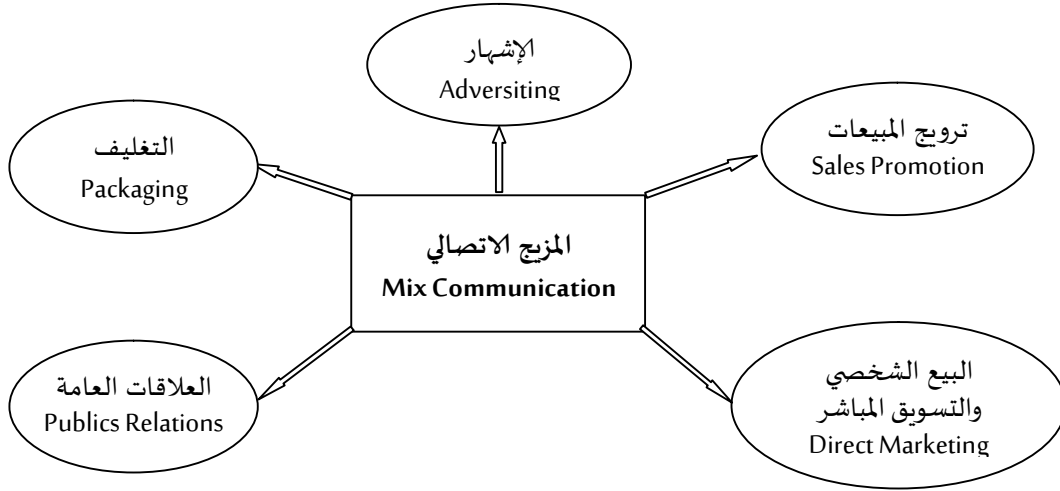 الإشهار
Adversiting
ترويج المبيعات
Sales Promotion
التغليف
Packaging
المزيج الاتصالي
Mix Communication
البيع الشخصي
والتسويق المباشر
Direct Marketing
العلاقات العامة
Publics Relations